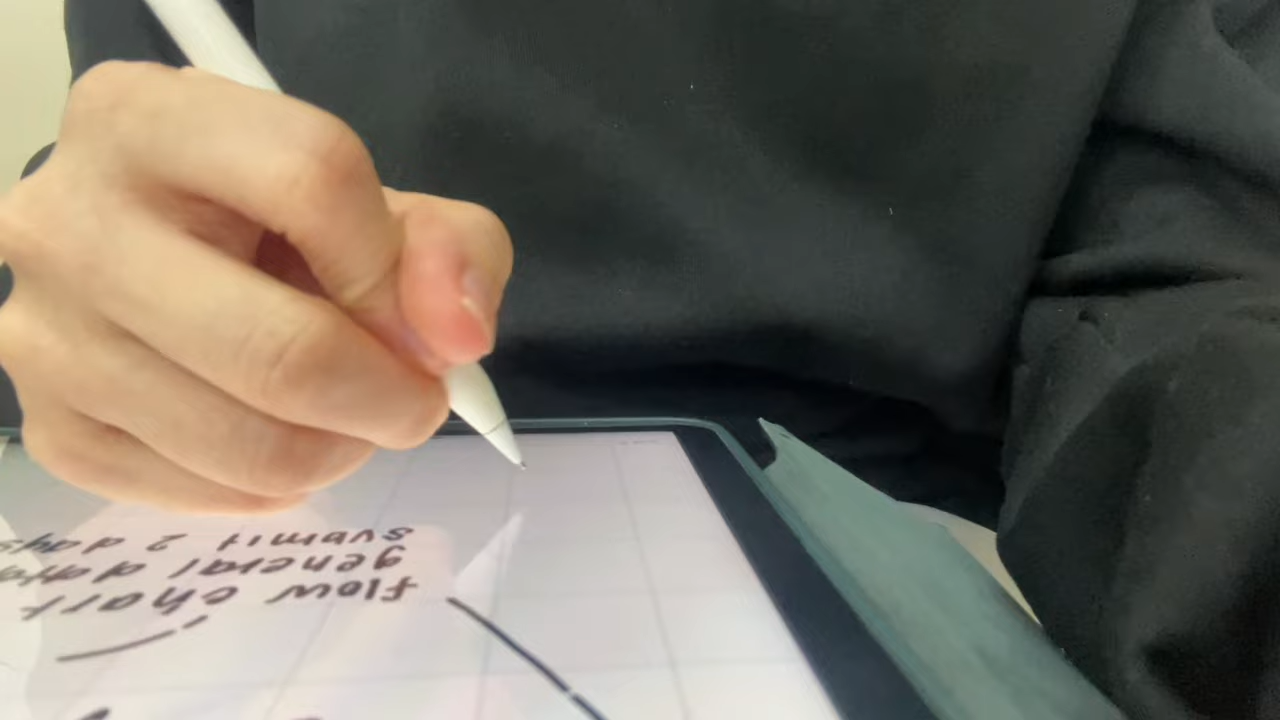 flow chart
general data
submit 2 days